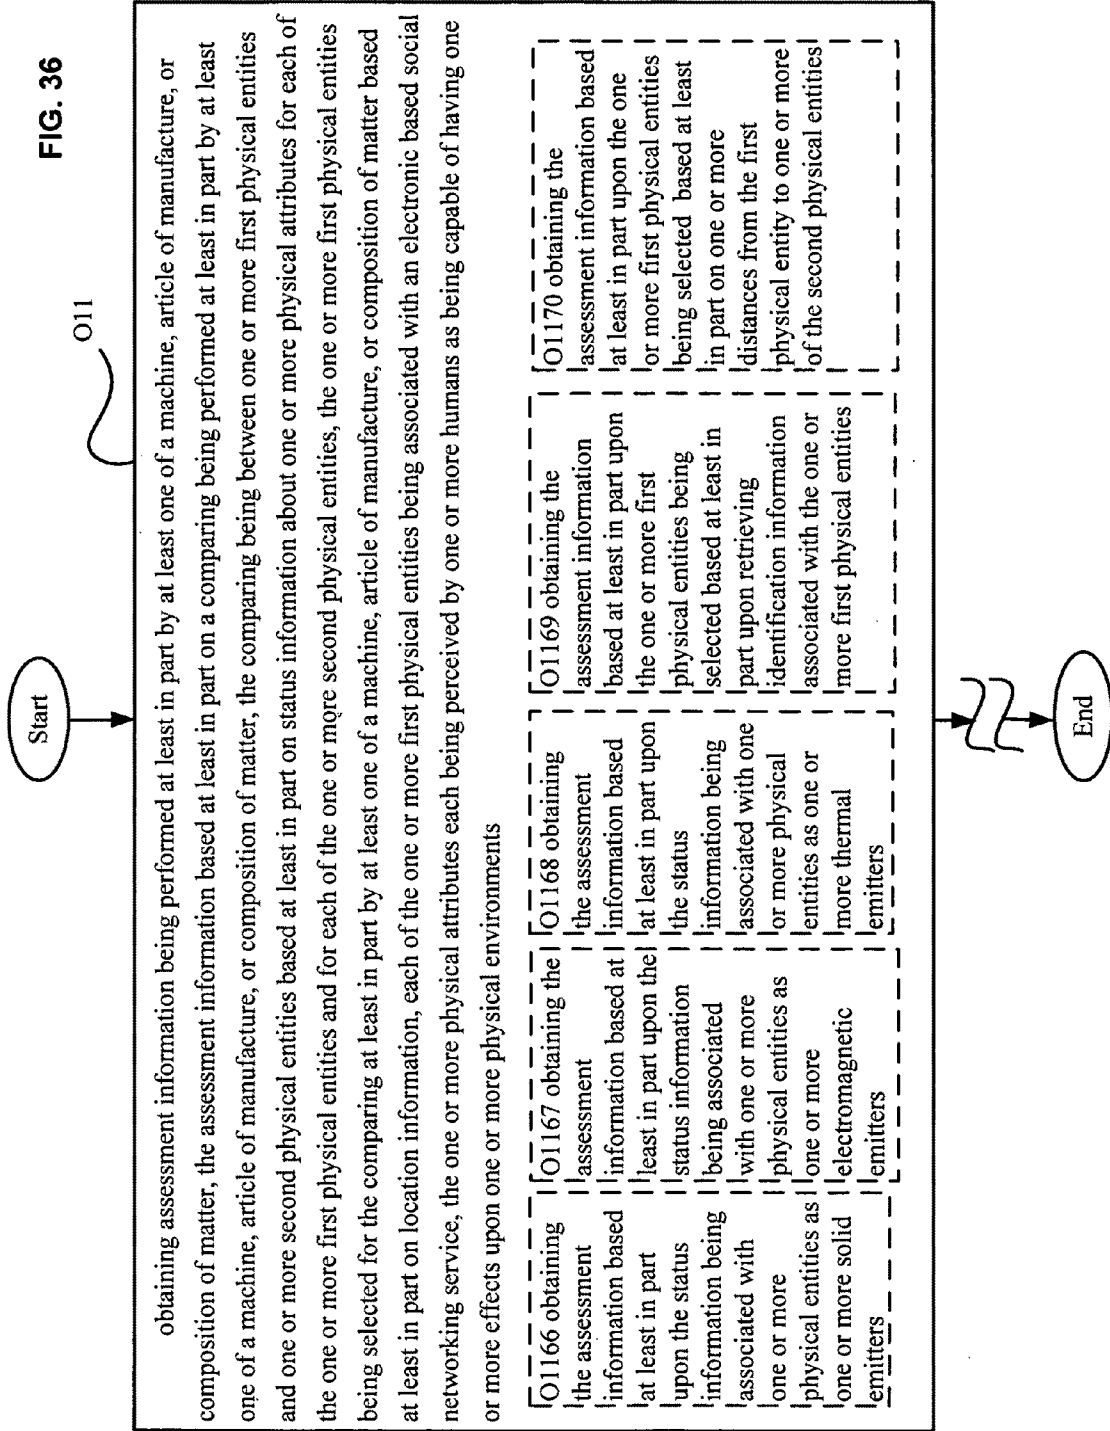 FIG. 36
Start
O11
obtaining assessment information being performed at least in part by at least one of a machine, article of manufacture, or
composition of matter, the assessment information based at least in part on a comparing being performed at least in part by at least
one of a machine, article of manufacture, or composition of matter, the comparing being between one or more first physical entities
and one or more second physical entities based at least in part on status information about one or more physical attributes for each of
the one or more first physical entities and for each of the one or more second physical entities, the one or more first physical entities
being selected for the comparing at least in part by at least one of a machine, article of manufacture, or composition of matter based
at least in part on location information, each of the one or more first physical entities being associated with an electronic based social
networking service, the one or more physical attributes each being perceived by one or more humans as being capable of having one
or more effects upon one or more physical environments
O1166 obtaining
the assessment
information based
at least in part
upon the status
information being
associated with
one or more
physical entities as
one or more solid
emitters
O1167 obtaining the
assessment
information based at
least in part upon the
status information
being associated
with one or more
physical entities as
one or more
electromagnetic
emitters
O1168 obtaining
the assessment
information based
at least in part upon
the status
information being
associated with one
or more physical
entities as one or
more thermal
emitters
O1169 obtaining the
assessment information
based at least in part upon
the one or more first
physical entities being
selected based at least in
part upon retrieving
identification information
associated with the one or
more first physical entities
O1170 obtaining the
assessment information based
at least in part upon the one
or more first physical entities
being selected based at least
in part on one or more
distances from the first
physical entity to one or more
of the second physical entities
End